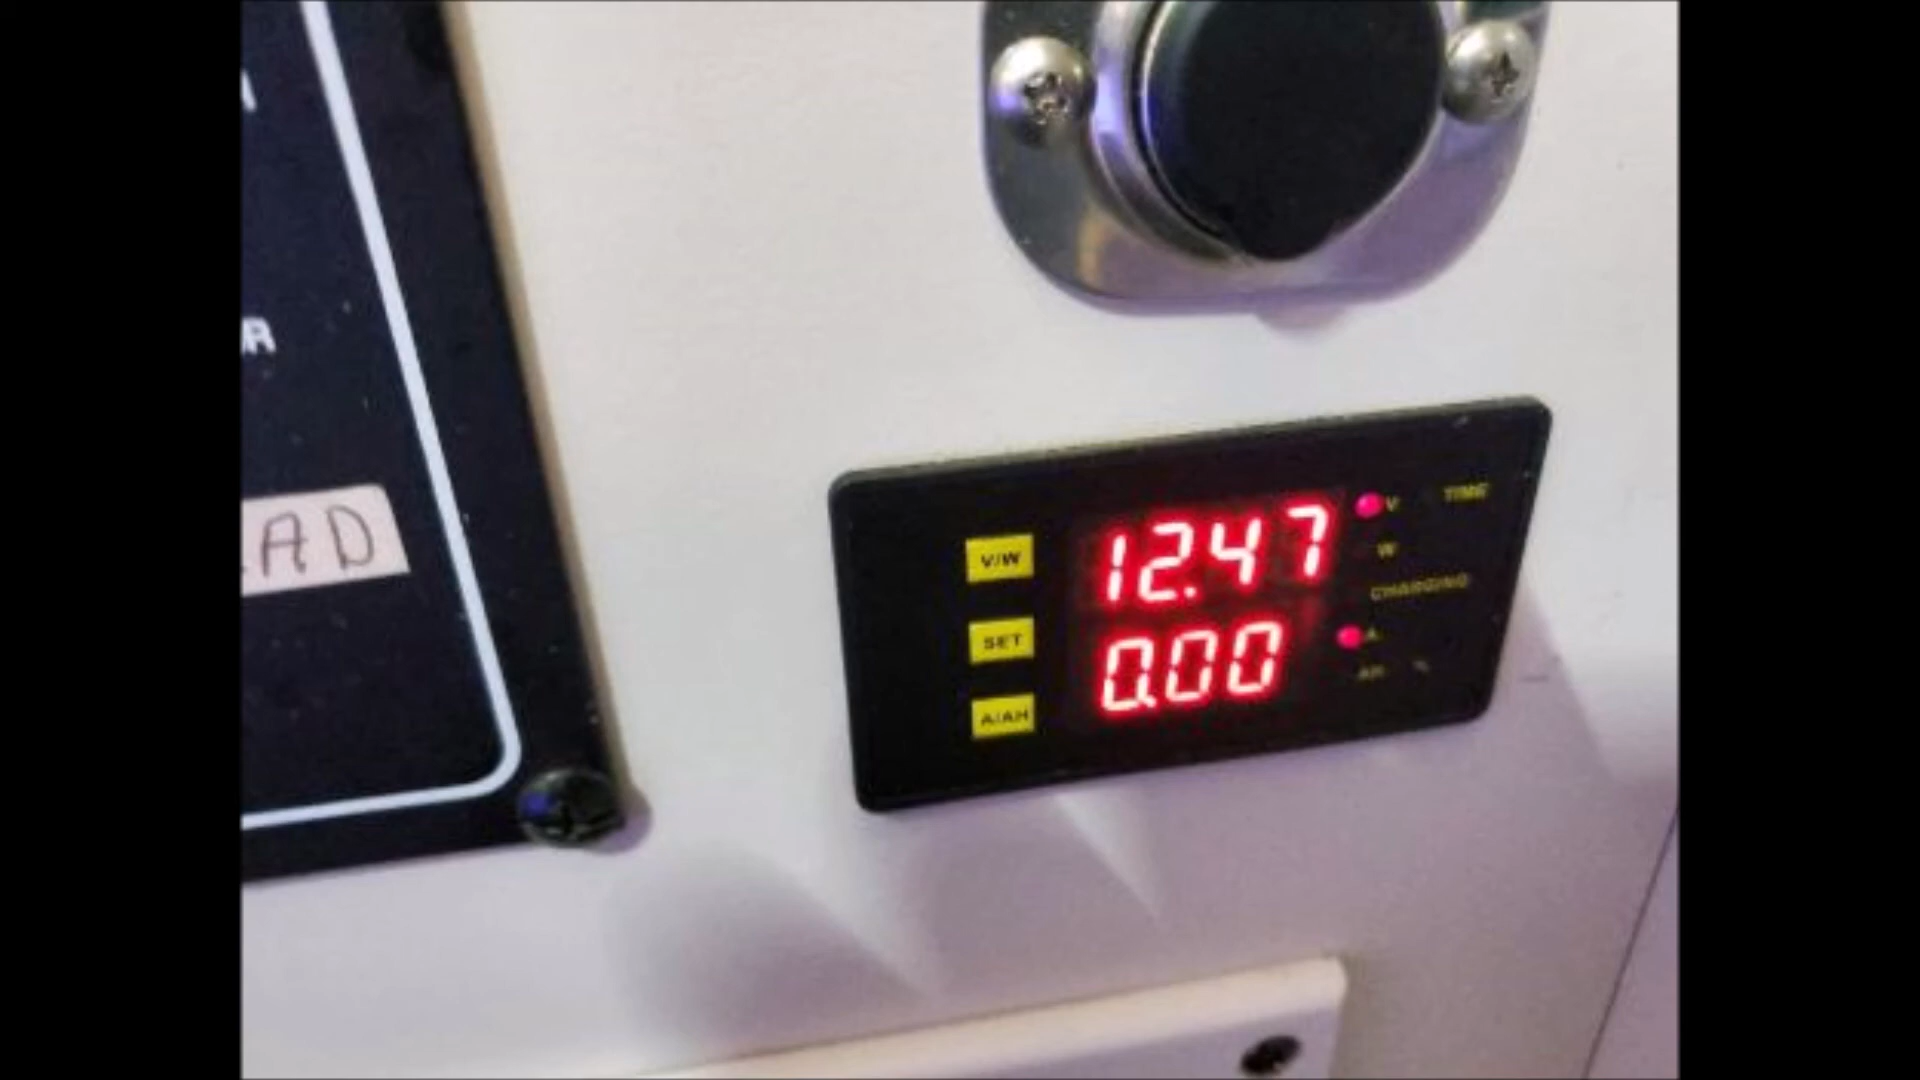 AD
V/W
SET
A/AH
12.47
0.00
V
TIME
W
CHARGING
A
AH
%